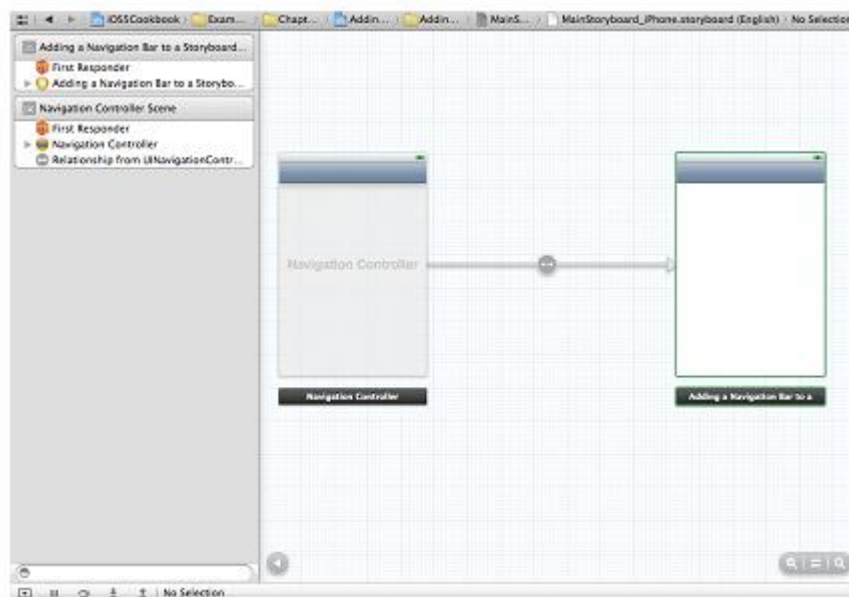 iOS5Cookbook Exam... Chapt... Addin... Addin... MainS... MainStoryboard_iPhone.storyboard (English) No Selection
Adding a Navigation Bar to a Storyboard...
First Responder
Adding a Navigation Bar to a Storybo...
Navigation Controller Scene
First Responder
Navigation Controller
Relationship from UINavigationContr...
Navigation Controller
Navigation Controller
Adding a Navigation Bar to a
No Selection